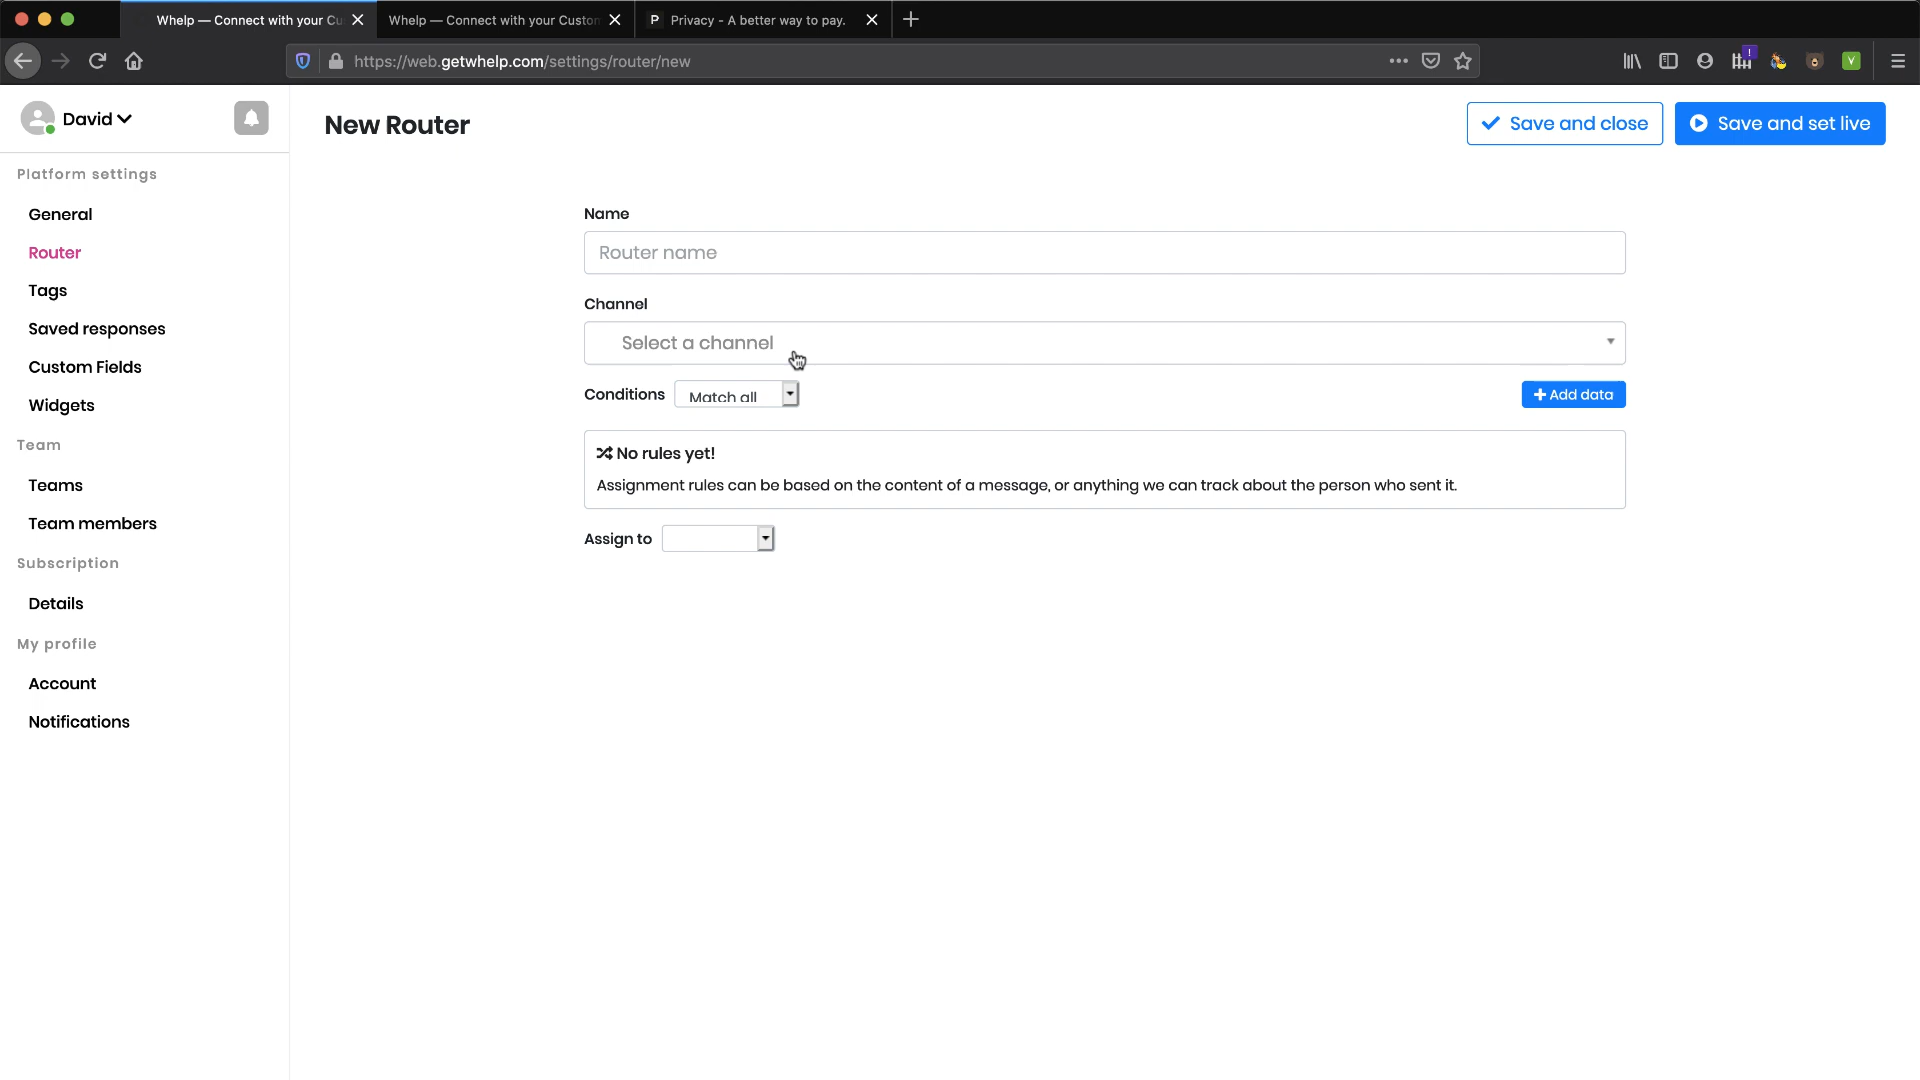 Whelp — Connect with your Cu
Whelp — Connect with your Custom
P Privacy - A better way to pay.
https://web.getwhelp.com/settings/router/new
David
New Router
Save and close
Save and set live
Platform settings
General
Router
Tags
Saved responses
Custom Fields
Widgets
Team
Teams
Team members
Subscription
Details
My profile
Account
Notifications
Name
Router name
Channel
Select a channel
Conditions Match all
Add data
No rules yet!
Assignment rules can be based on the content of a message, or anything we can track about the person who sent it.
Assign to